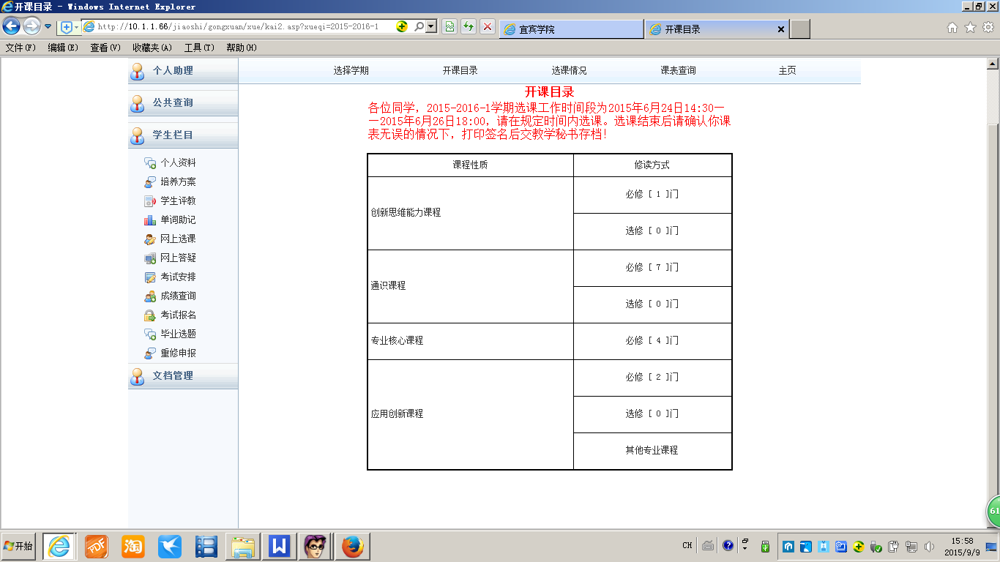 开课目录 - Windows Internet Explorer
http://10.1.1.66/jiaoshi/gongxuan/xue/kai2.asp?xueqi=2015-2016-1
宜宾学院
开课目录
文件(F) 编辑(E) 查看(V) 收藏夹(A) 工具(T) 帮助(H)
个人助理
公共查询
学生栏目
个人资料
培养方案
学生评教
单词助记
网上选课
网上答疑
考试安排
成绩查询
考试报名
毕业选题
重修申报
文档管理
选择学期 开课目录 选课情况 课表查询 主页
开课目录
各位同学，2015-2016-1学期选课工作时间段为2015年6月24日14:30—
—2015年6月26日18:00，请在规定时间内选课。选课结束后请确认你课
表无误的情况下，打印签名后交教学秘书存档！
课程性质 修读方式
创新思维能力课程
必修 [ 1 ]门
选修 [ 0 ]门
通识课程
必修 [ 7 ]门
选修 [ 0 ]门
专业核心课程
必修 [ 4 ]门
应用创新课程
必修 [ 2 ]门
选修 [ 0 ]门
其他专业课程
61
开始
PDF
淘
W
CH
15:58
2015/9/9